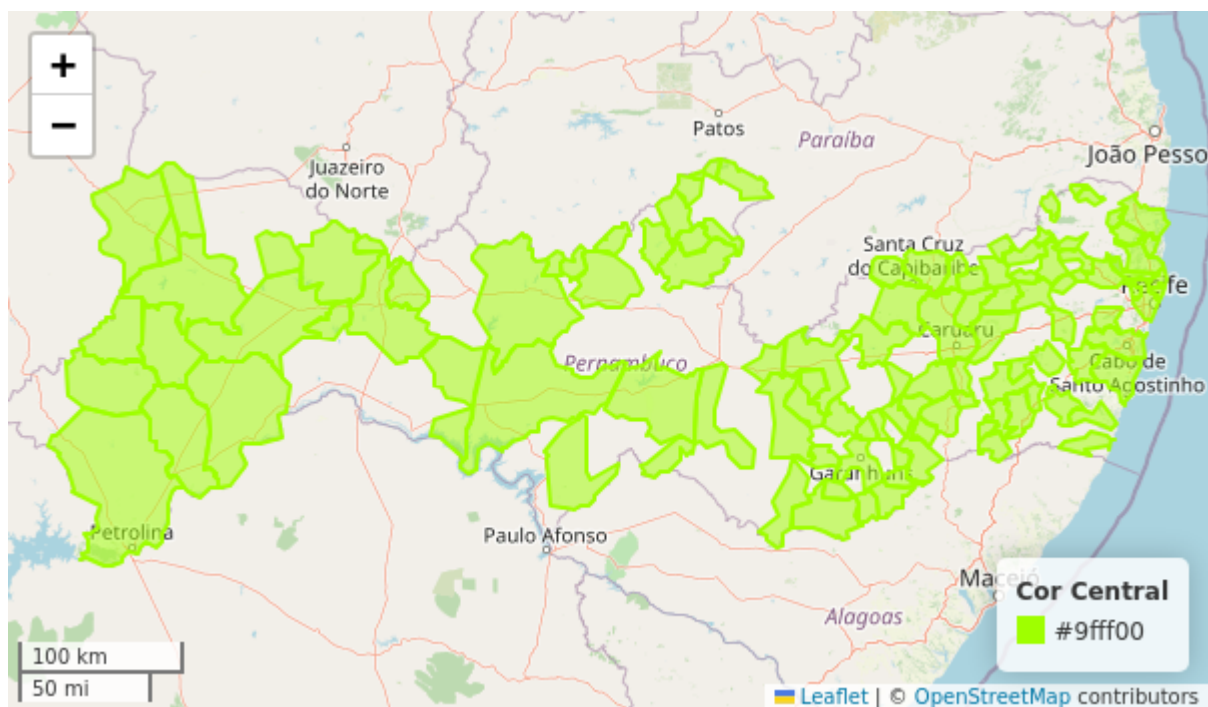 +
−
Patos
Paraíba
João Pesso
Juazeiro
do Norte
Santa Cruz
do Capibaribe
Recife
Caruaru
Pernambuco
Cabo de
Santo Agostinho
Garanhuns
Petrolina
Paulo Afonso
Maceió
Alagoas
Cor Central
#9fff00
100 km
50 mi
Leaflet | © OpenStreetMap contributors